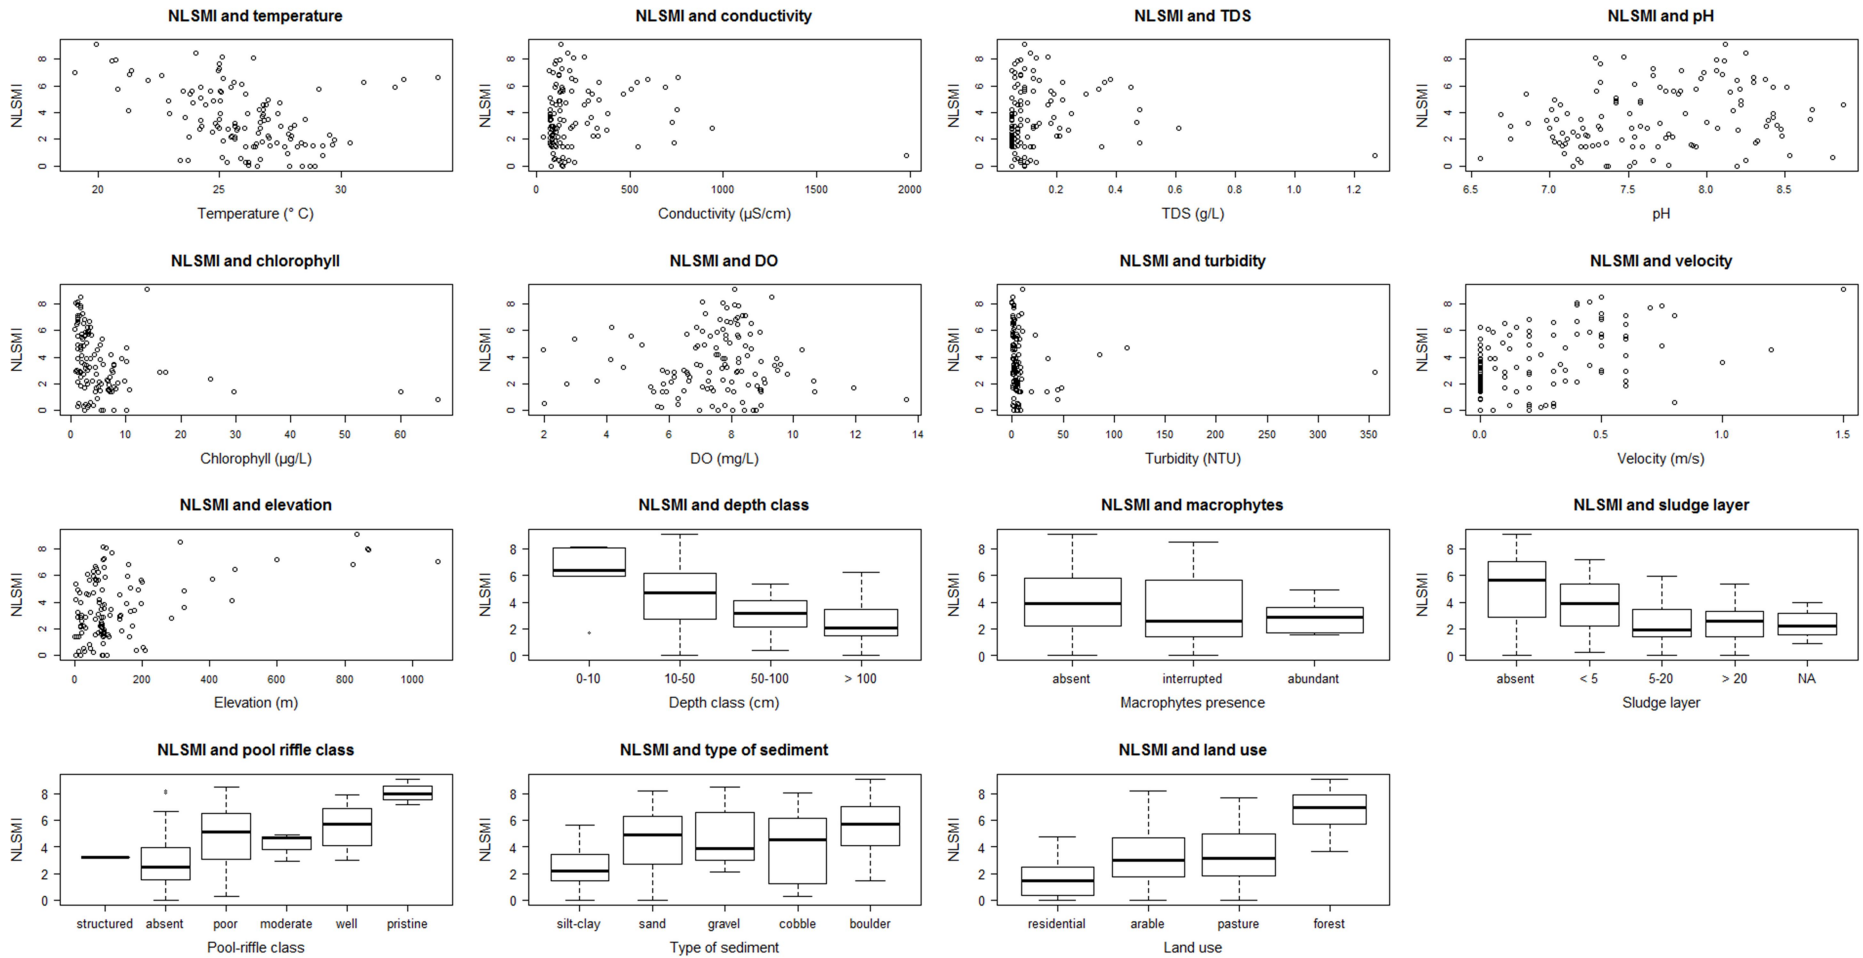 NLSMI and temperature
NLSMI
0 2 4 6 8
20 25 30
Temperature (° C)
NLSMI and conductivity
NLSMI
0 2 4 6 8
0 500 1000 1500 2000
Conductivity (µS/cm)
NLSMI and TDS
NLSMI
0 2 4 6 8
0.2 0.4 0.6 0.8 1.0 1.2
TDS (g/L)
NLSMI and pH
NLSMI
0 2 4 6 8
6.5 7.0 7.5 8.0 8.5
pH
NLSMI and chlorophyll
NLSMI
0 2 4 6 8
0 10 20 30 40 50 60
Chlorophyll (µg/L)
NLSMI and DO
NLSMI
0 2 4 6 8
2 4 6 8 10 12 14
DO (mg/L)
NLSMI and turbidity
NLSMI
0 2 4 6 8
0 50 100 150 200 250 300 350
Turbidity (NTU)
NLSMI and velocity
NLSMI
0 2 4 6 8
0.0 0.5 1.0 1.5
Velocity (m/s)
NLSMI and elevation
NLSMI
0 2 4 6 8
0 200 400 600 800 1000
Elevation (m)
NLSMI and depth class
NLSMI
0 2 4 6 8
0-10 10-50 50-100 > 100
Depth class (cm)
NLSMI and macrophytes
NLSMI
0 2 4 6 8
absent interrupted abundant
Macrophytes presence
NLSMI and sludge layer
NLSMI
0 2 4 6 8
absent < 5 5-20 > 20 NA
Sludge layer
NLSMI and pool riffle class
NLSMI
0 2 4 6 8
structured absent poor moderate well pristine
Pool-riffle class
NLSMI and type of sediment
NLSMI
0 2 4 6 8
silt-clay sand gravel cobble boulder
Type of sediment
NLSMI and land use
NLSMI
0 2 4 6 8
residential arable pasture forest
Land use